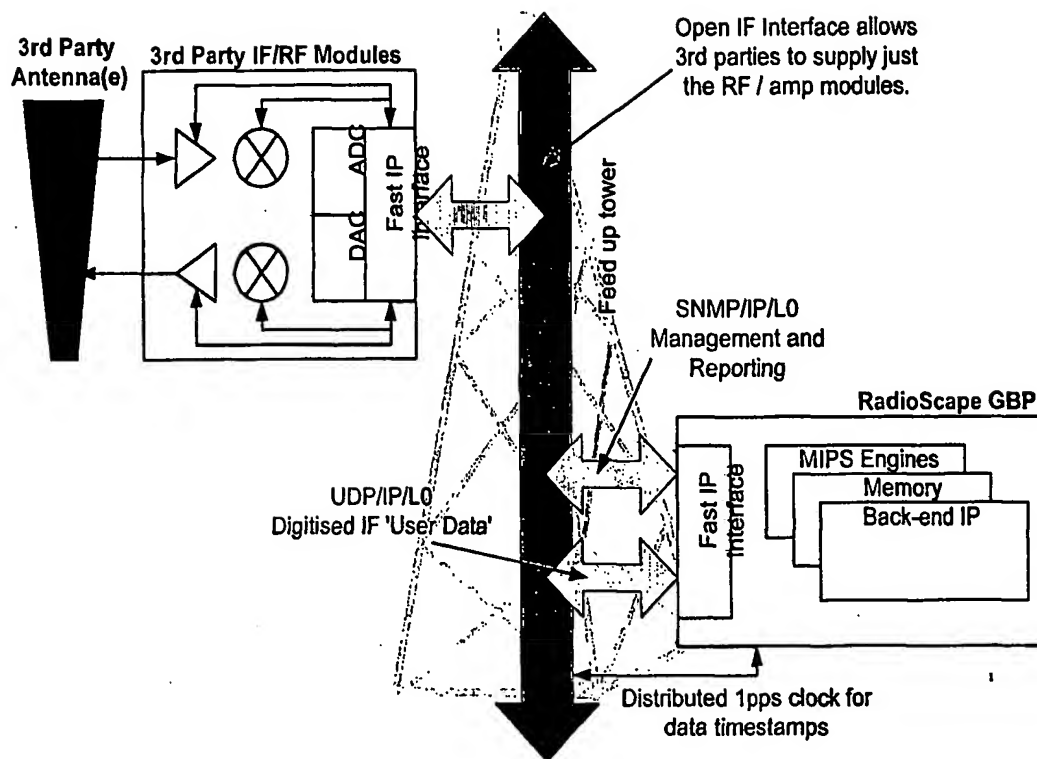 3rd Party
Antenna(e)
3rd Party IF/RF Modules
ADC
DAC
Fast IP
Interface
Open IF Interface allows
3rd parties to supply just
the RF / amp modules.
Feed up tower
SNMP/IP/L0
Management and
Reporting
UDP/IP/L0
Digitised IF 'User Data'
RadioScape GBP
Fast IP
Interface
MIPS Engines
Memory
Back-end IP
Distributed 1pps clock for
data timestamps
1